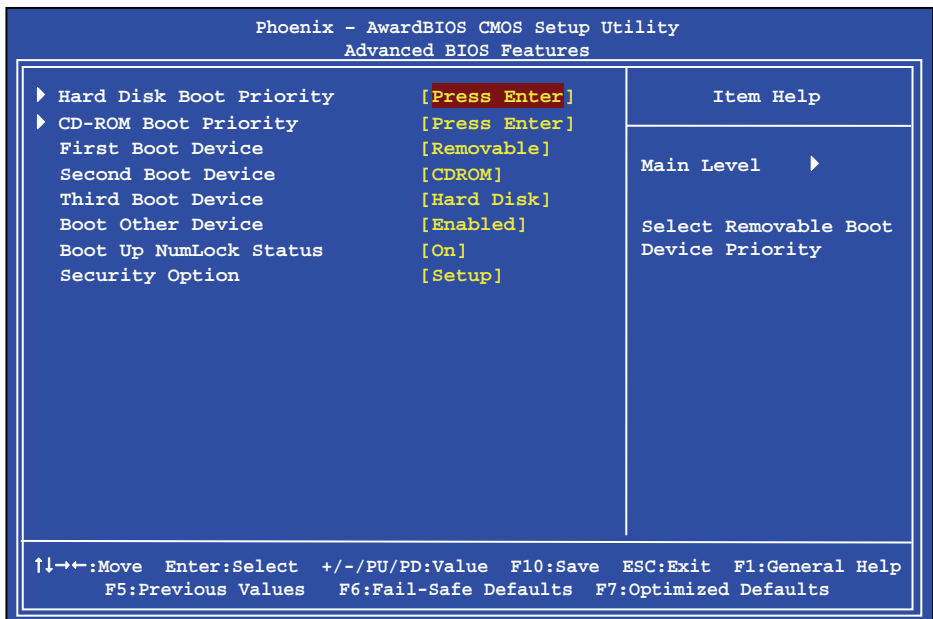 Phoenix – AwardBIOS CMOS Setup Utility
Advanced BIOS Features
Hard Disk Boot Priority [Press Enter]
CD-ROM Boot Priority [Press Enter]
First Boot Device [Removable]
Second Boot Device [CDROM]
Third Boot Device [Hard Disk]
Boot Other Device [Enabled]
Boot Up NumLock Status [On]
Security Option [Setup]
Item Help
Main Level
Select Removable Boot
Device Priority
↑↓→←:Move Enter:Select +/-/PU/PD:Value F10:Save ESC:Exit F1:General Help
F5:Previous Values F6:Fail-Safe Defaults F7:Optimized Defaults